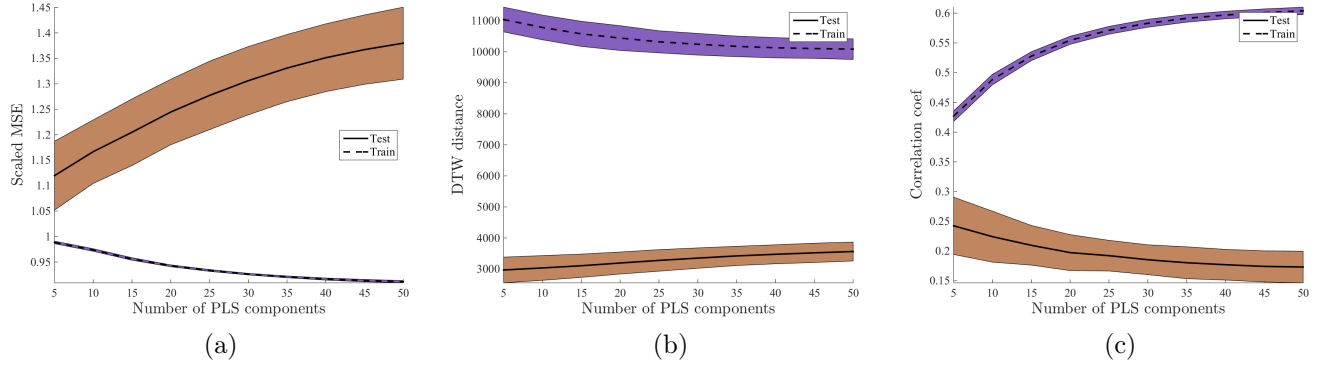 1.45
1.4
1.35
1.3
1.25
1.2
1.15
1.1
1.05
1
0.95
Scaled MSE
Test
Train
5 10 15 20 25 30 35 40 45 50
Number of PLS components
(a)
11000
10000
9000
8000
7000
6000
5000
4000
3000
DTW distance
Test
Train
5 10 15 20 25 30 35 40 45 50
Number of PLS components
(b)
0.6
0.55
0.5
0.45
0.4
0.35
0.3
0.25
0.2
0.15
Correlation coef
Test
Train
5 10 15 20 25 30 35 40 45 50
Number of PLS components
(c)